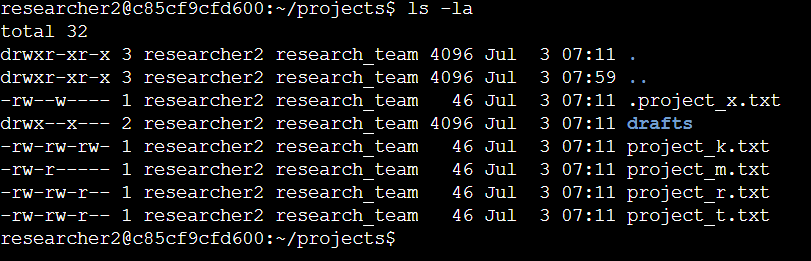 researcher2@c85cf9cfd600:~/projects$ ls -la
total 32
drwxr-xr-x 3 researcher2 research_team 4096 Jul  3 07:11 .
drwxr-xr-x 3 researcher2 research_team 4096 Jul  3 07:59 ..
-rw--w---- 1 researcher2 research_team   46 Jul  3 07:11 .project_x.txt
drwx--x--- 2 researcher2 research_team 4096 Jul  3 07:11 drafts
-rw-rw-rw- 1 researcher2 research_team   46 Jul  3 07:11 project_k.txt
-rw-r----- 1 researcher2 research_team   46 Jul  3 07:11 project_m.txt
-rw-rw-r-- 1 researcher2 research_team   46 Jul  3 07:11 project_r.txt
-rw-rw-r-- 1 researcher2 research_team   46 Jul  3 07:11 project_t.txt
researcher2@c85cf9cfd600:~/projects$